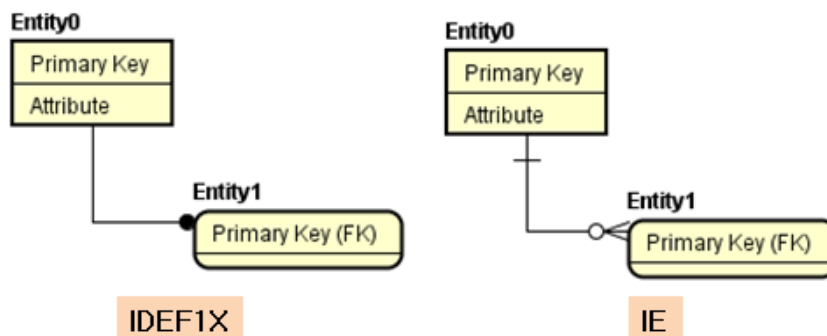 Entity0
Primary Key
Attribute
Entity1
Primary Key (FK)
IDEF1X
Entity0
Primary Key
Attribute
Entity1
Primary Key (FK)
IE